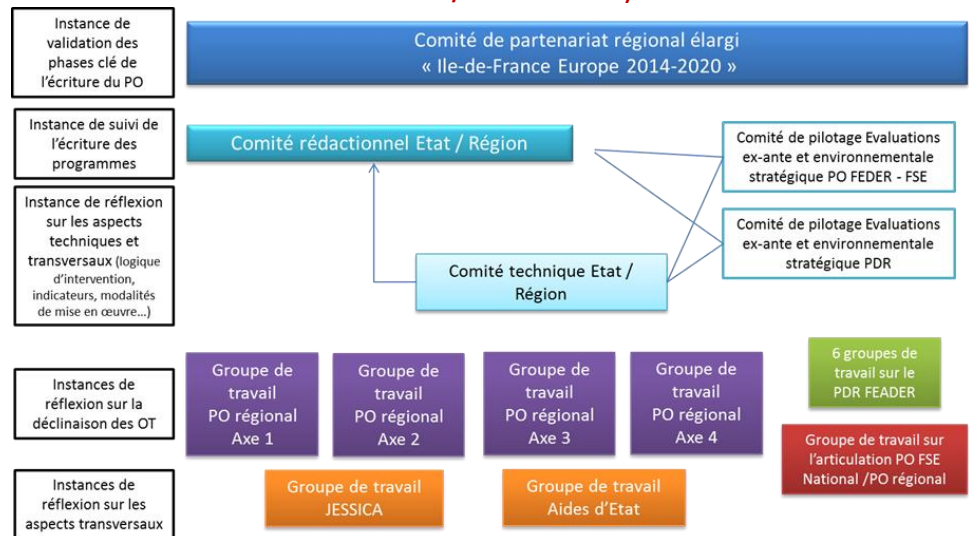 Instance de
validation des
phases clé de
l'écriture du PO
Comité de partenariat régional élargi
« Ile-de-France Europe 2014-2020 »
Instance de suivi de
l'écriture des
programmes
Comité rédactionnel Etat / Région
Comité de pilotage Evaluations
ex-ante et environnementale
stratégique PO FEDER - FSE
Instance de réflexion
sur les aspects
techniques et
transversaux (logique
d'intervention,
indicateurs, modalités
de mise en œuvre...)
Comité de pilotage Evaluations
ex-ante et environnementale
stratégique PDR
Comité technique Etat /
Région
Instances de
réflexion sur la
déclinaison des OT
Groupe de
travail
PO régional
Axe 1
Groupe de
travail
PO régional
Axe 2
Groupe de
travail
PO régional
Axe 3
Groupe de
travail
PO régional
Axe 4
6 groupes de
travail sur le
PDR FEADER
Groupe de travail sur
l'articulation PO FSE
National /PO régional
Instances de
réflexion sur les
aspects transversaux
Groupe de travail
JESSICA
Groupe de travail
Aides d'Etat